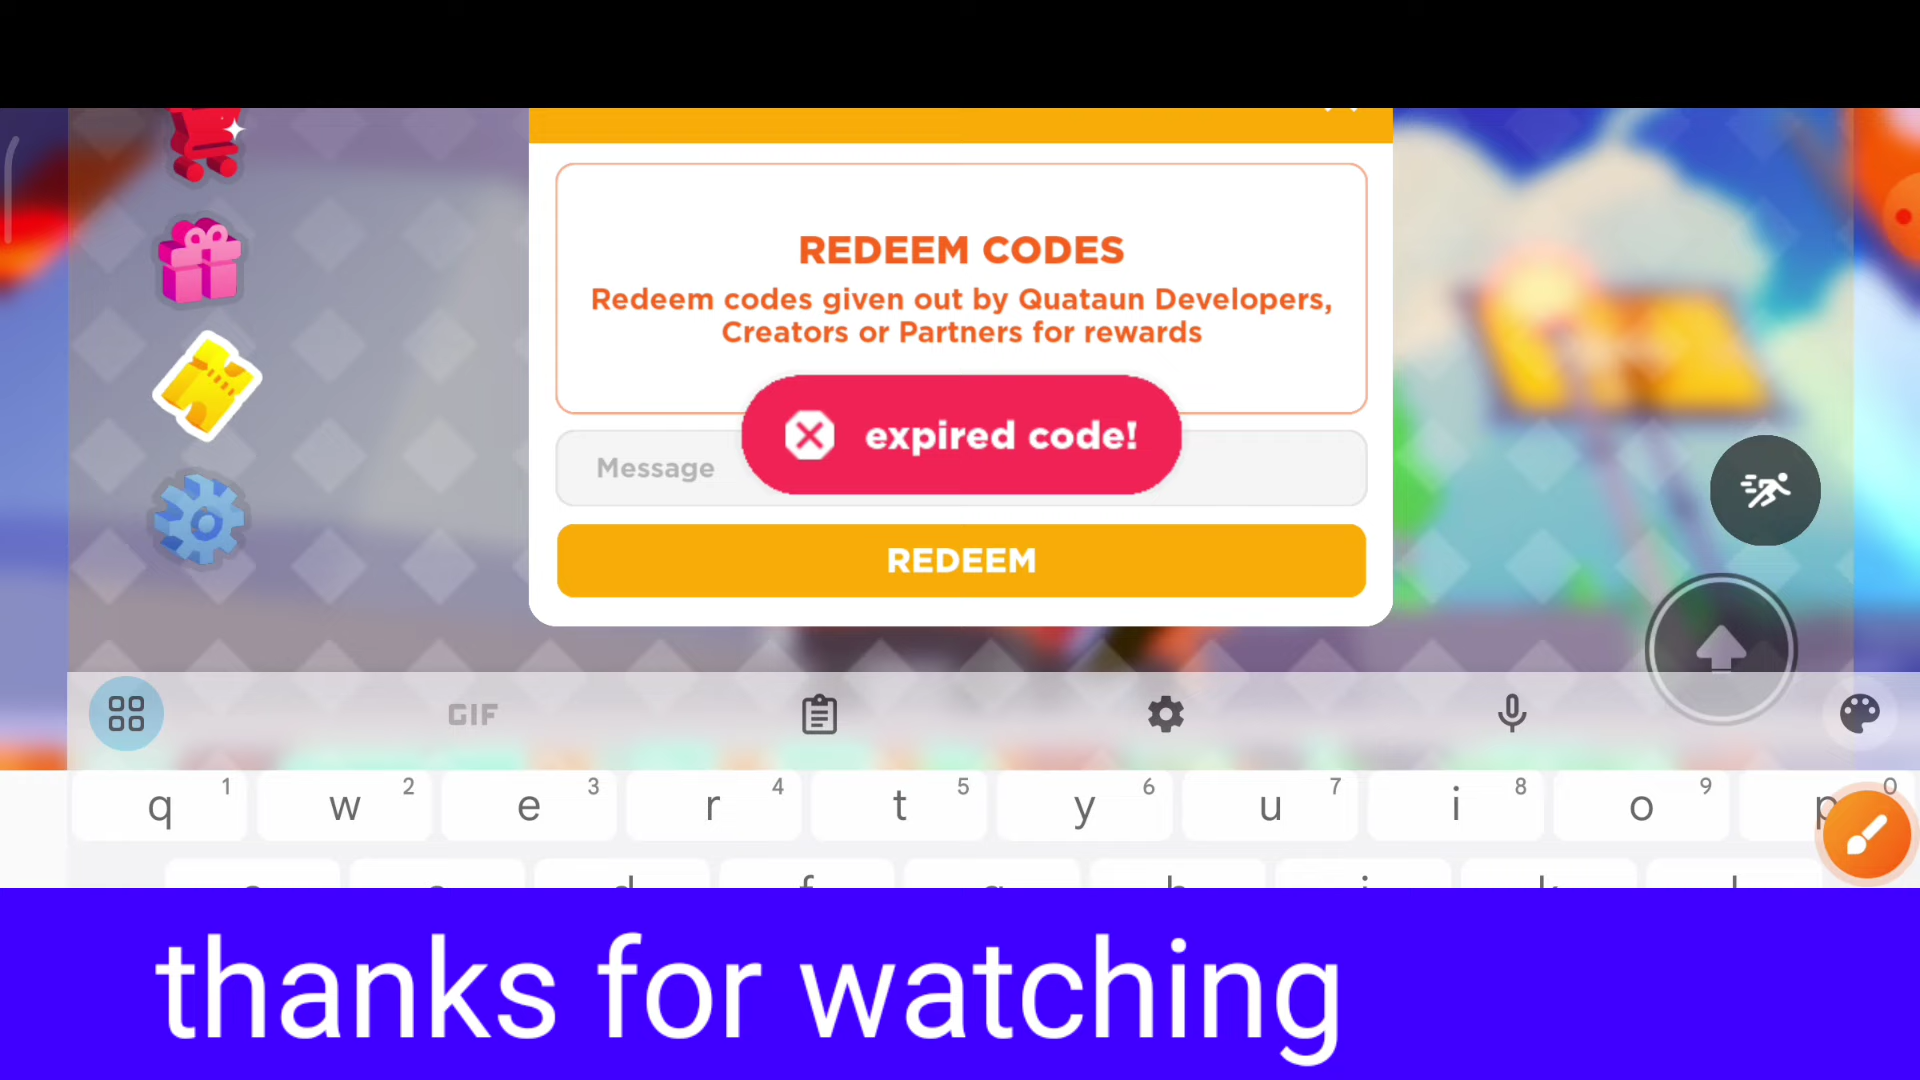 REDEEM CODES
Redeem codes given out by Quataun Developers,
Creators or Partners for rewards
expired code!
Message
REDEEM
GIF
1 2 3 4 5 6 7 8 9 0
q w e r t y u i o p
thanks for watching